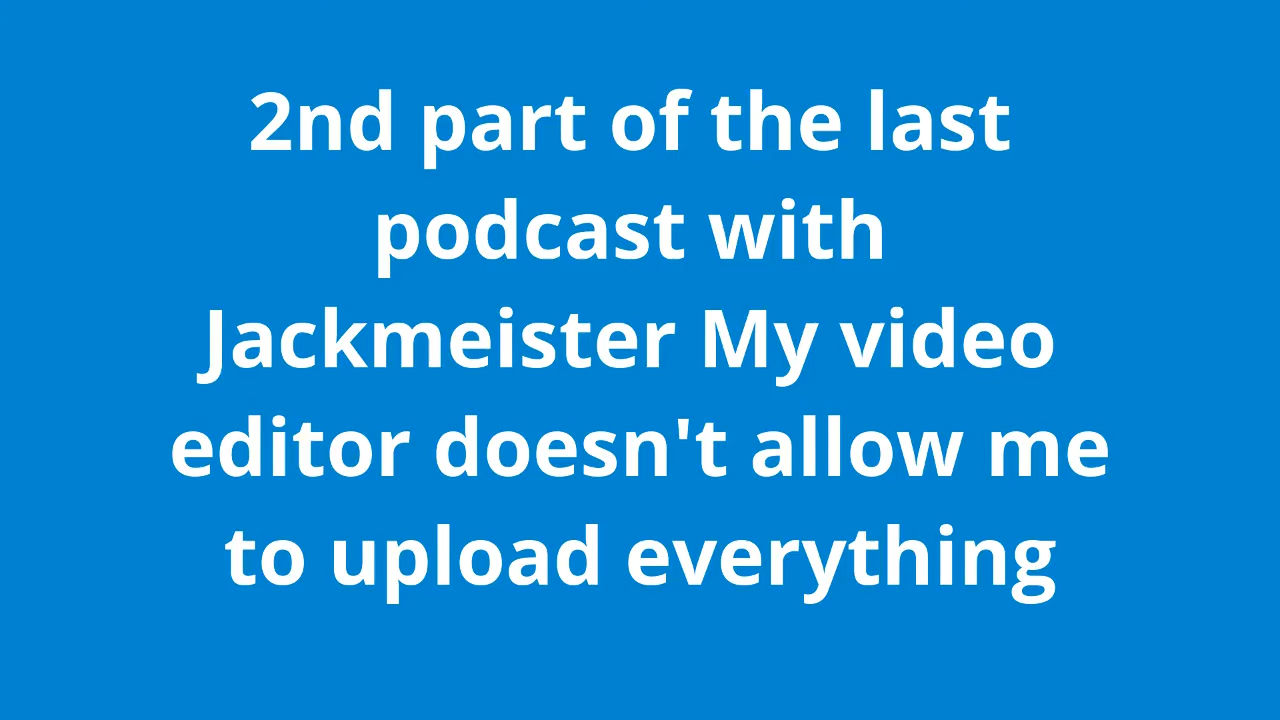 2nd part of the last
podcast with
Jackmeister My video
editor doesn't allow me
to upload everything